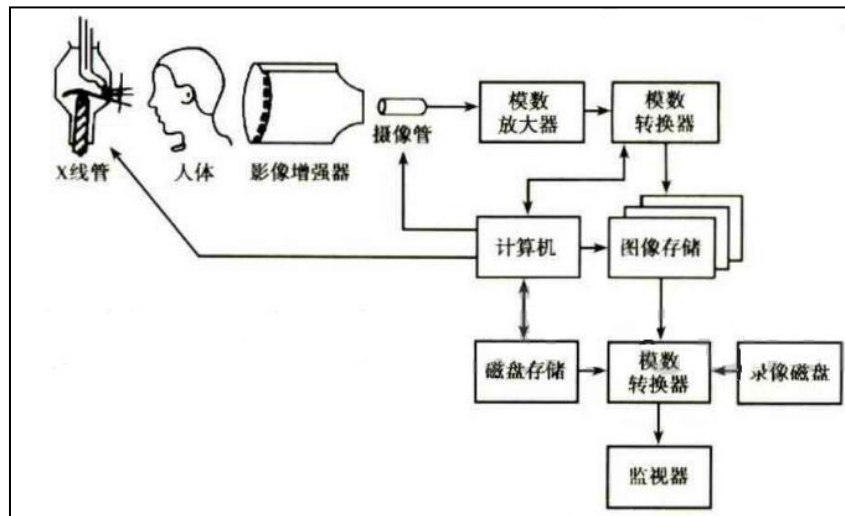 模数
放大器
模数
转换器
摄像管
X线管
人体
影像增强器
计算机
图像存储
磁盘存储
模数
转换器
录像磁盘
监视器